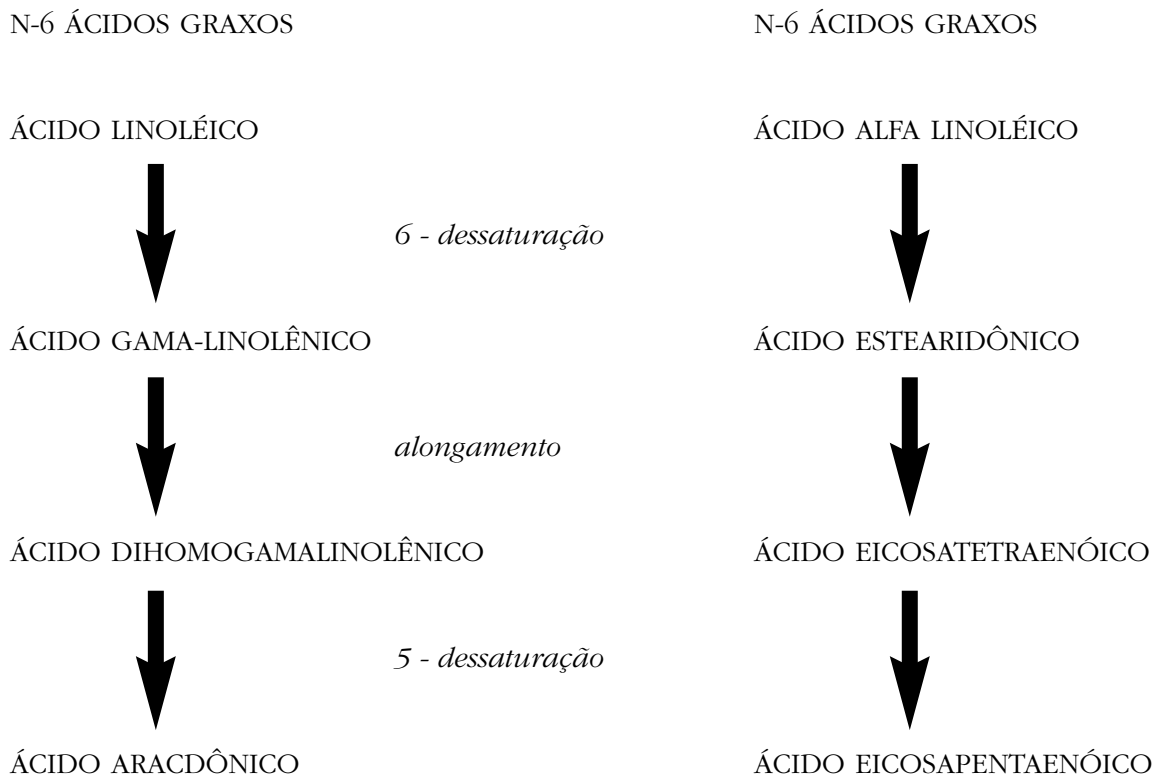 N-6 ÁCIDOS GRAXOS
N-6 ÁCIDOS GRAXOS
ÁCIDO LINOLÉICO
ÁCIDO ALFA LINOLÉICO
6 - dessaturação
ÁCIDO GAMA-LINOLÊNICO
ÁCIDO ESTEARIDÔNICO
alongamento
ÁCIDO DIHOMOGAMALINOLÊNICO
ÁCIDO EICOSATETRAENÓICO
5 - dessaturação
ÁCIDO ARACDÔNICO
ÁCIDO EICOSAPENTAENÓICO